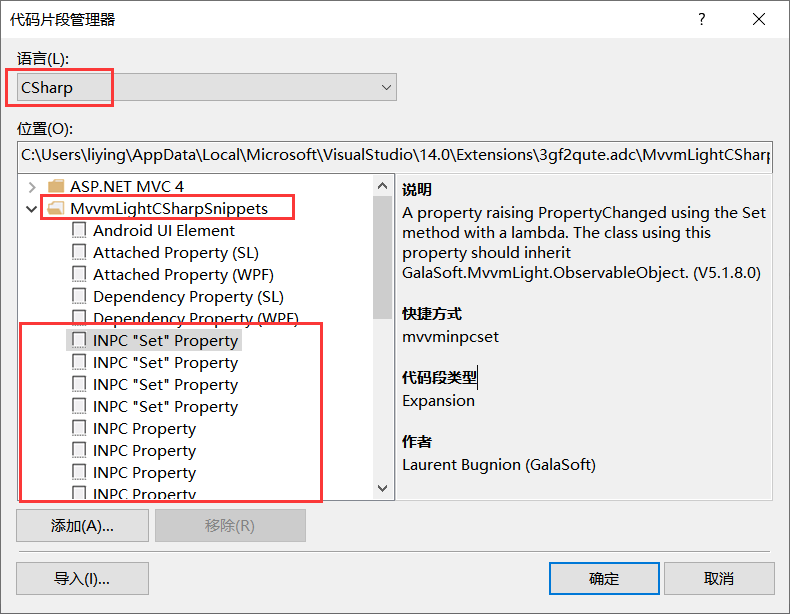 代码片段管理器
?
语言(L):
CSharp
位置(O):
C:\Users\liying\AppData\Local\Microsoft\VisualStudio\14.0\Extensions\3gf2qute.adc\MvvmLightCSharp
ASP.NET MVC 4
MvvmLightCSharpSnippets
Android UI Element
Attached Property (SL)
Attached Property (WPF)
Dependency Property (SL)
Dependency Property (WPF)
INPC "Set" Property
INPC "Set" Property
INPC "Set" Property
INPC "Set" Property
INPC Property
INPC Property
INPC Property
INPC Property
说明
A property raising PropertyChanged using the Set
method with a lambda. The class using this
property should inherit
GalaSoft.MvvmLight.ObservableObject. (V5.1.8.0)
快捷方式
mvvminpcset
代码段类型
Expansion
作者
Laurent Bugnion (GalaSoft)
添加(A)...
移除(R)
导入(I)...
确定
取消